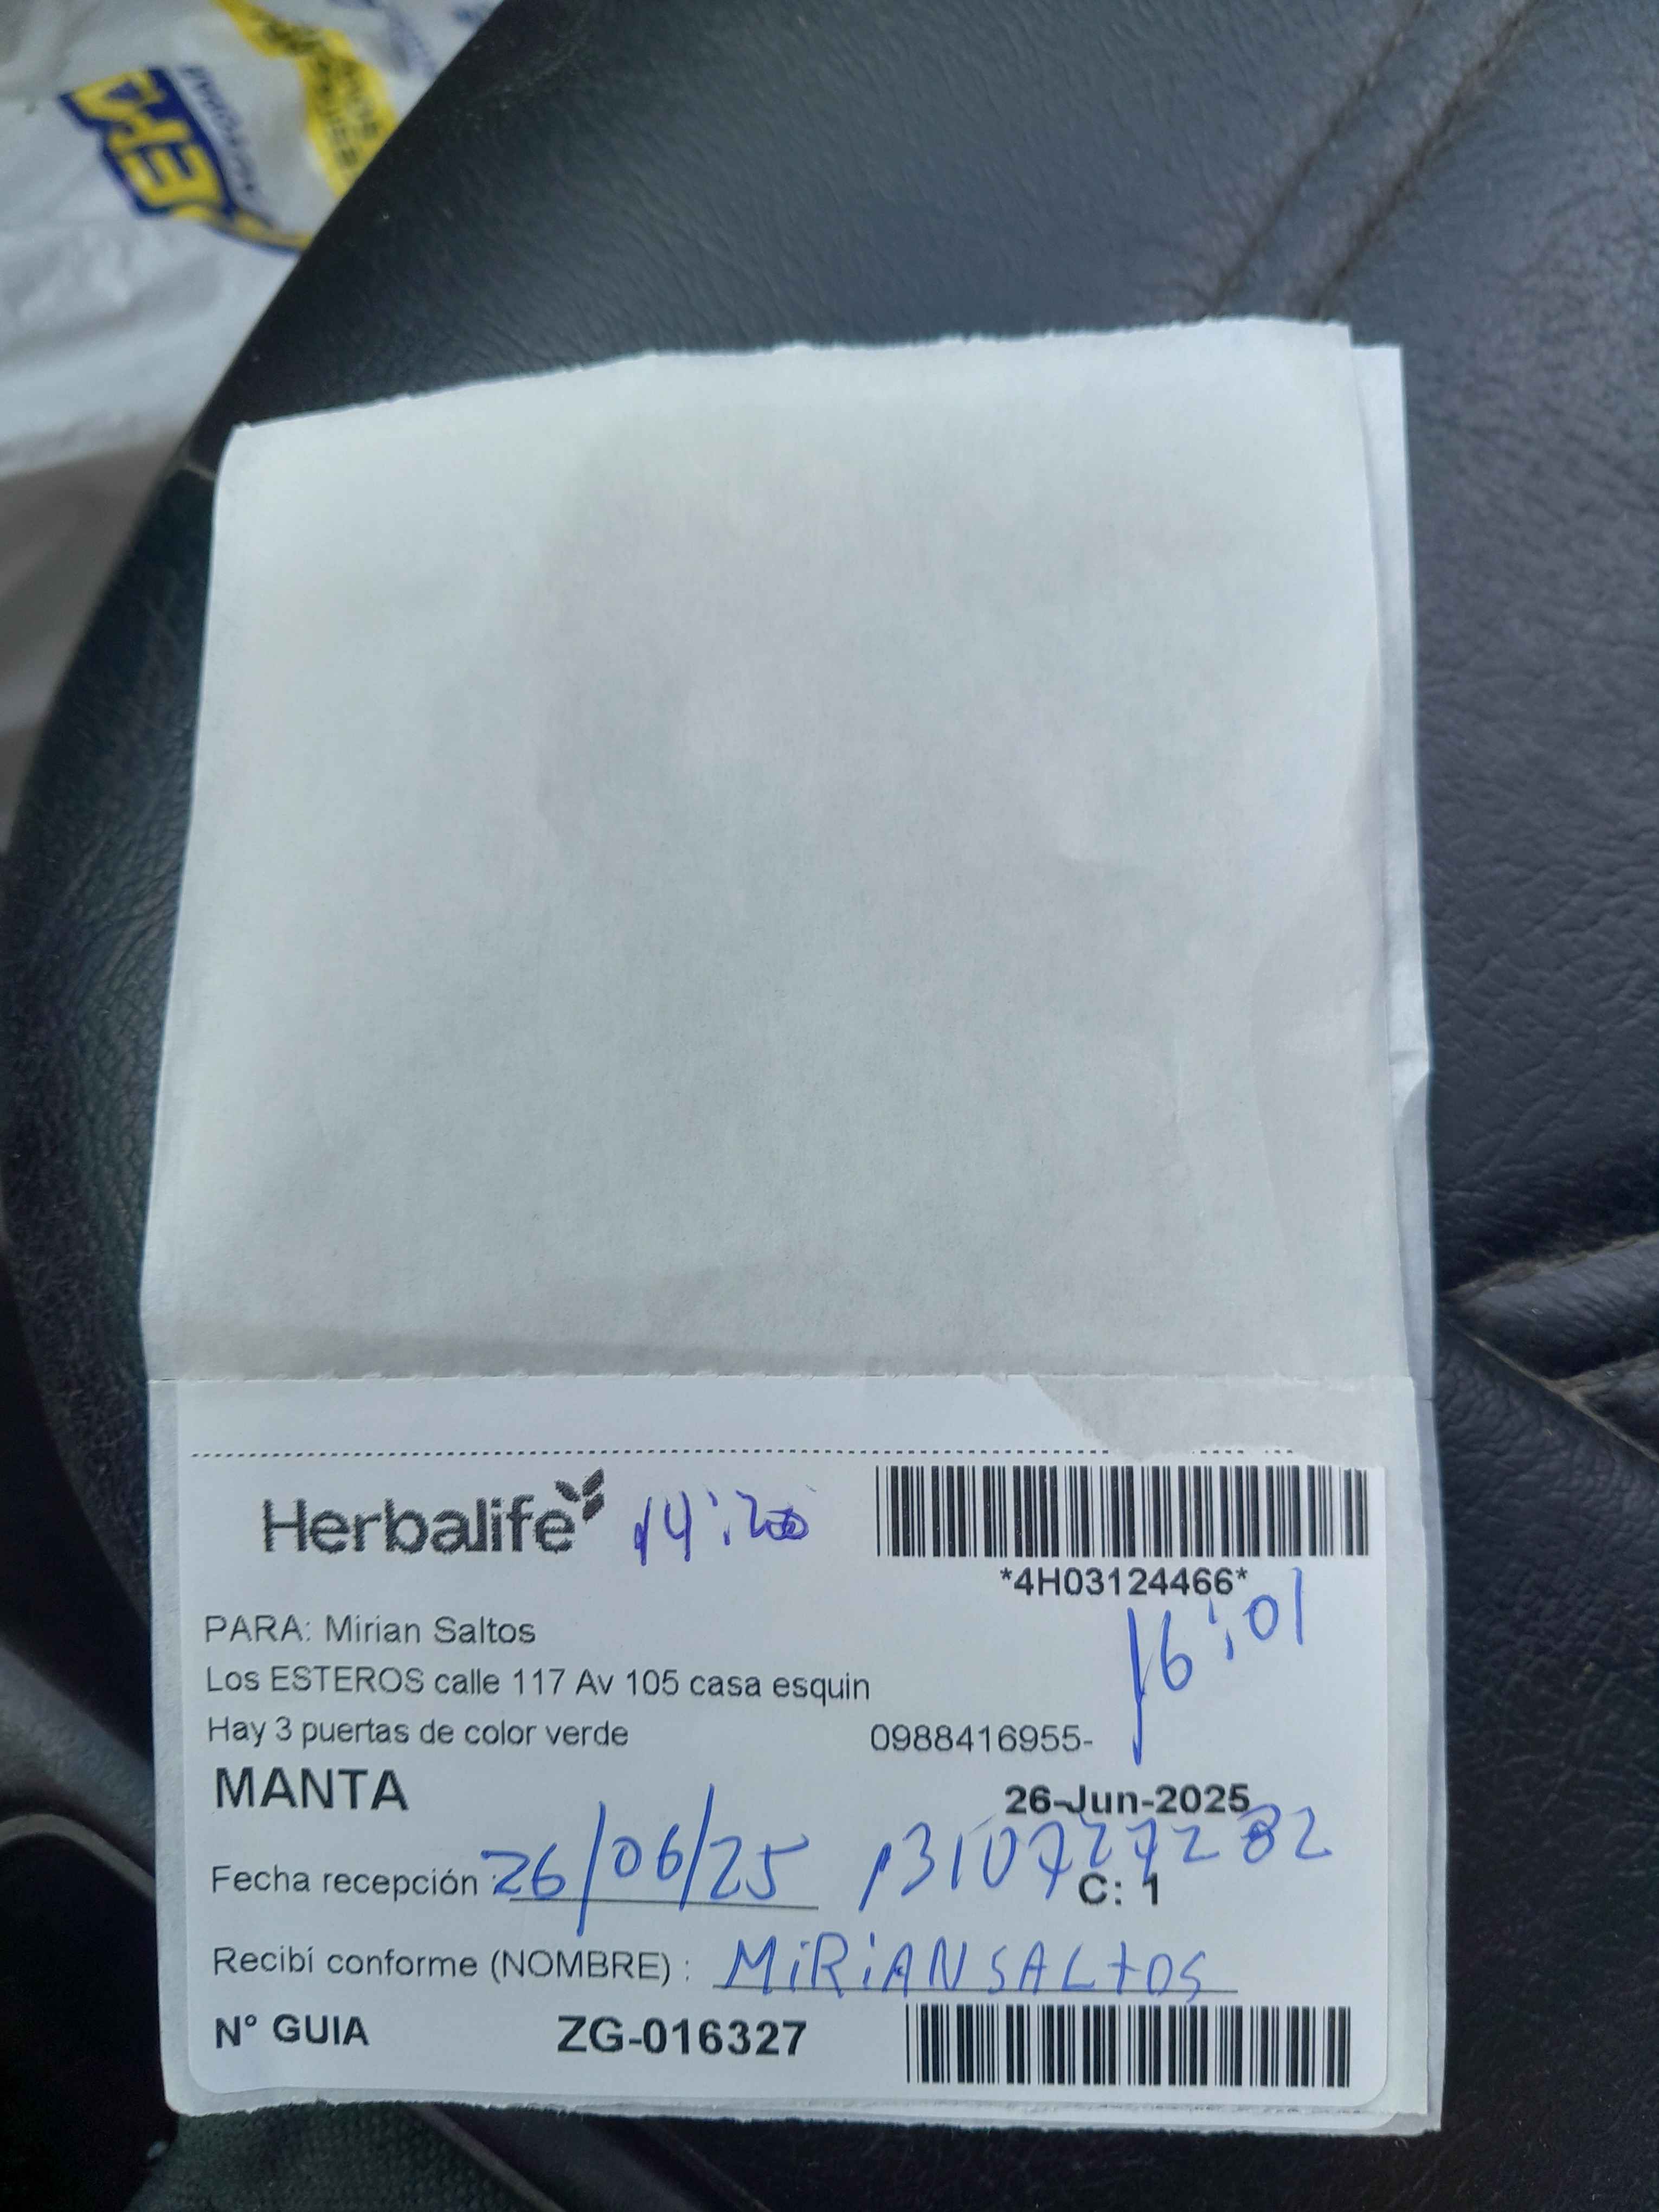 Herbalife 14:20
*4H03124466*
16:01
PARA: Mirian Saltos
Los ESTEROS calle 117 Av 105 casa esquin
Hay 3 puertas de color verde 0988416955-
MANTA 26-Jun-2025
Fecha recepción : 26/06/25
C: 1
Recibí conforme (NOMBRE) : MiRiAN SALtos
N° GUIA ZG-016327